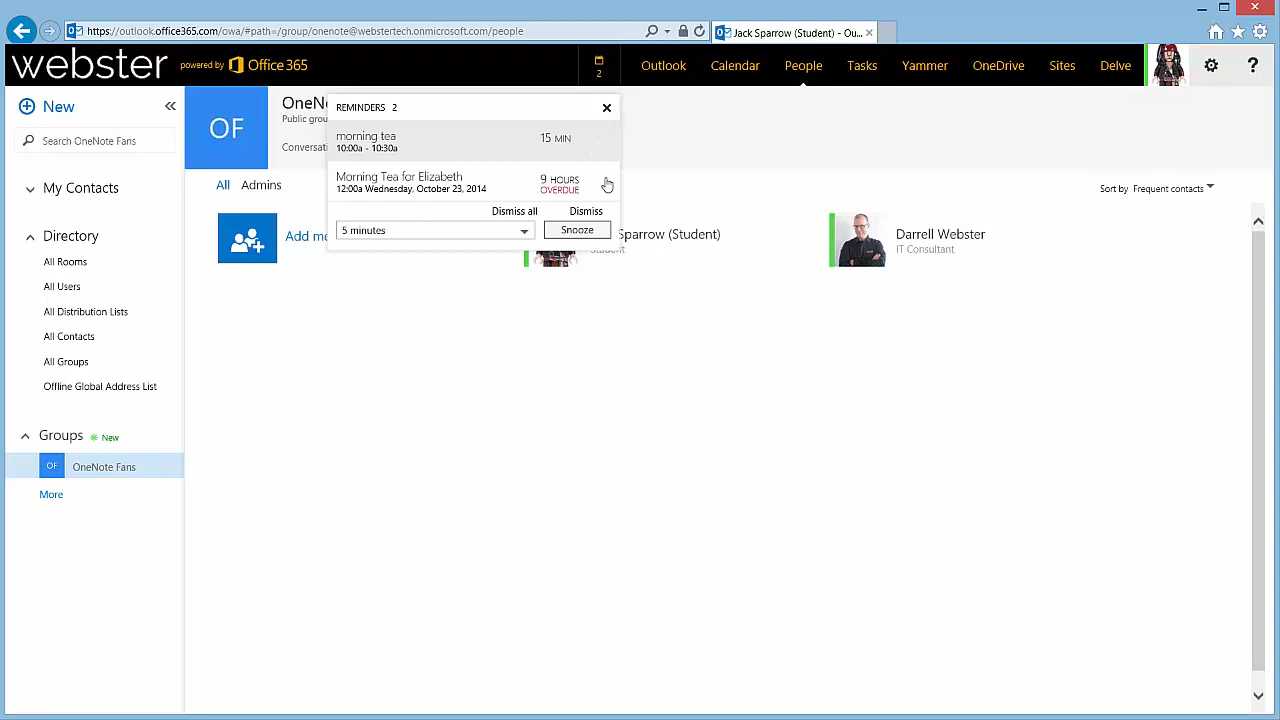 https://outlook.office365.com/owa/#path=/group/onenote@webstertech.onmicrosoft.com/people
Jack Sparrow (Student) - Ou...
webster powered by Office 365
2
Outlook
Calendar
People
Tasks
Yammer
OneDrive
Sites
Delve
?
New
Search OneNote Fans
My Contacts
Directory
All Rooms
All Users
All Distribution Lists
All Contacts
All Groups
Offline Global Address List
Groups New
OF OneNote Fans
More
OF
Public
REMINDERS 2
morning tea 15 MIN
10:00a - 10:30a
Morning Tea for Elizabeth 9 HOURS
12:00a Wednesday, October 23, 2014 OVERDUE
Dismiss all Dismiss
5 minutes Snooze
All Admins
Sort by Frequent contacts
Add
Sparrow (Student)
Student
Darrell Webster
IT Consultant